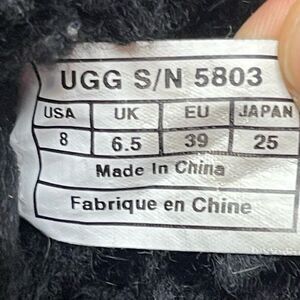 UGG S/N 5803
USA UK EU JAPAN
8 6.5 39 25
Made In China
Fabrique en Chine